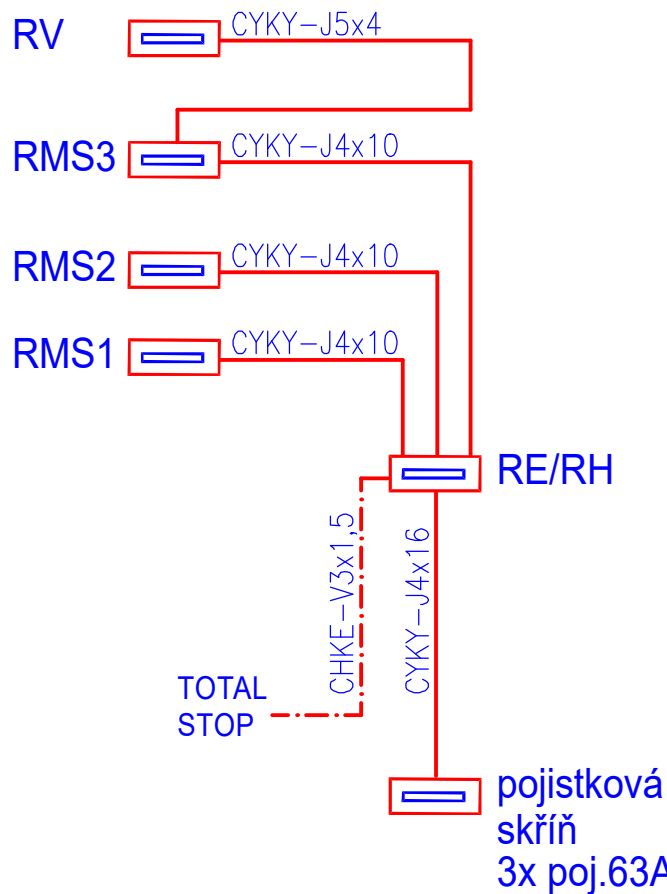 RV
CYKY-J5x4
RMS3
CYKY-J4x10
RMS2
CYKY-J4x10
RMS1
CYKY-J4x10
RE/RH
CHKE-V3x1,5
CYKY-J4x16
TOTAL
STOP
pojistková
skříň
3x poj.63A